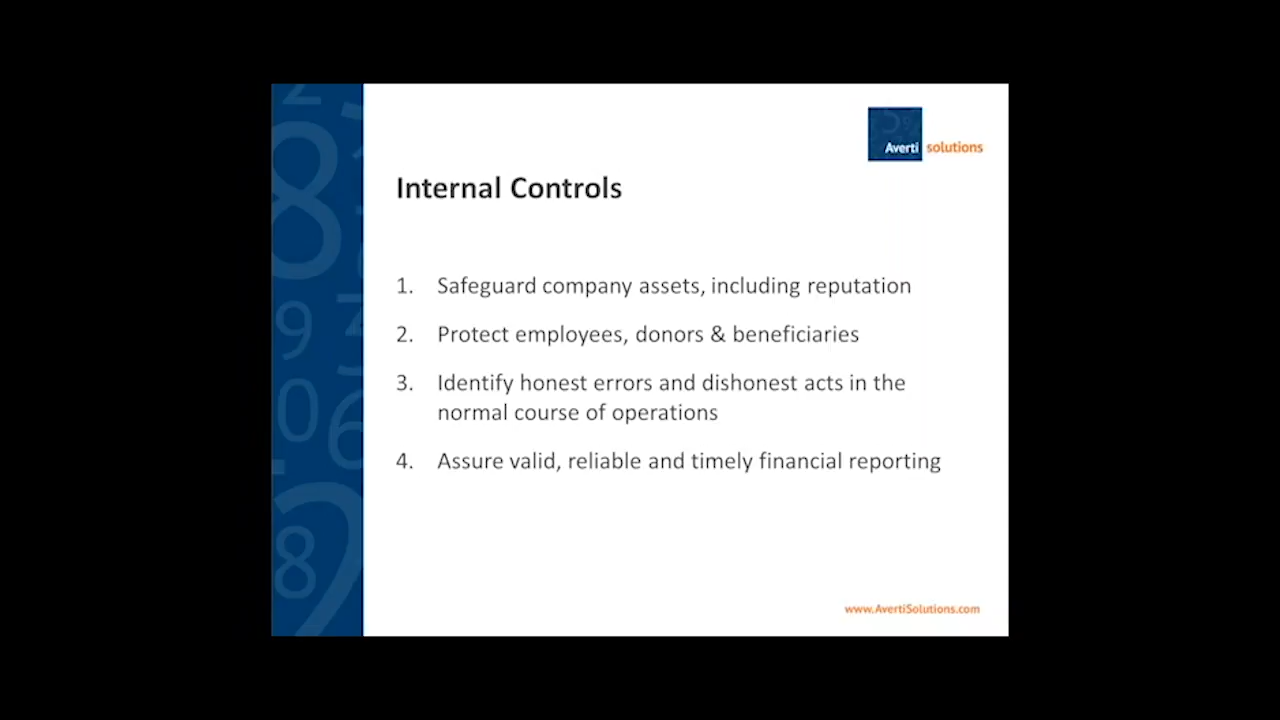 Averti solutions
Internal Controls
1. Safeguard company assets, including reputation
2. Protect employees, donors & beneficiaries
3. Identify honest errors and dishonest acts in the
normal course of operations
4. Assure valid, reliable and timely financial reporting
www.AvertiSolutions.com